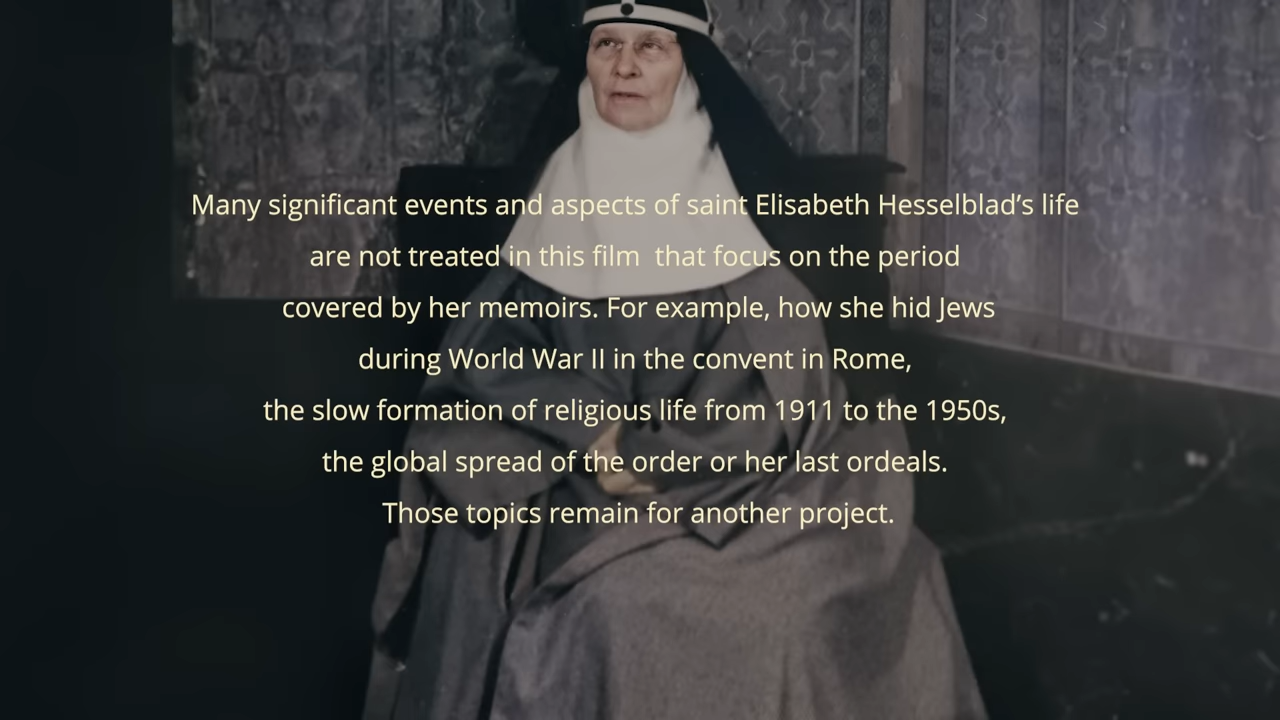 Many significant events and aspects of saint Elisabeth Hesselblad’s life
are not treated in this film  that focus on the period
covered by her memoirs. For example, how she hid Jews
during World War II in the convent in Rome,
the slow formation of religious life from 1911 to the 1950s,
the global spread of the order or her last ordeals.
Those topics remain for another project.